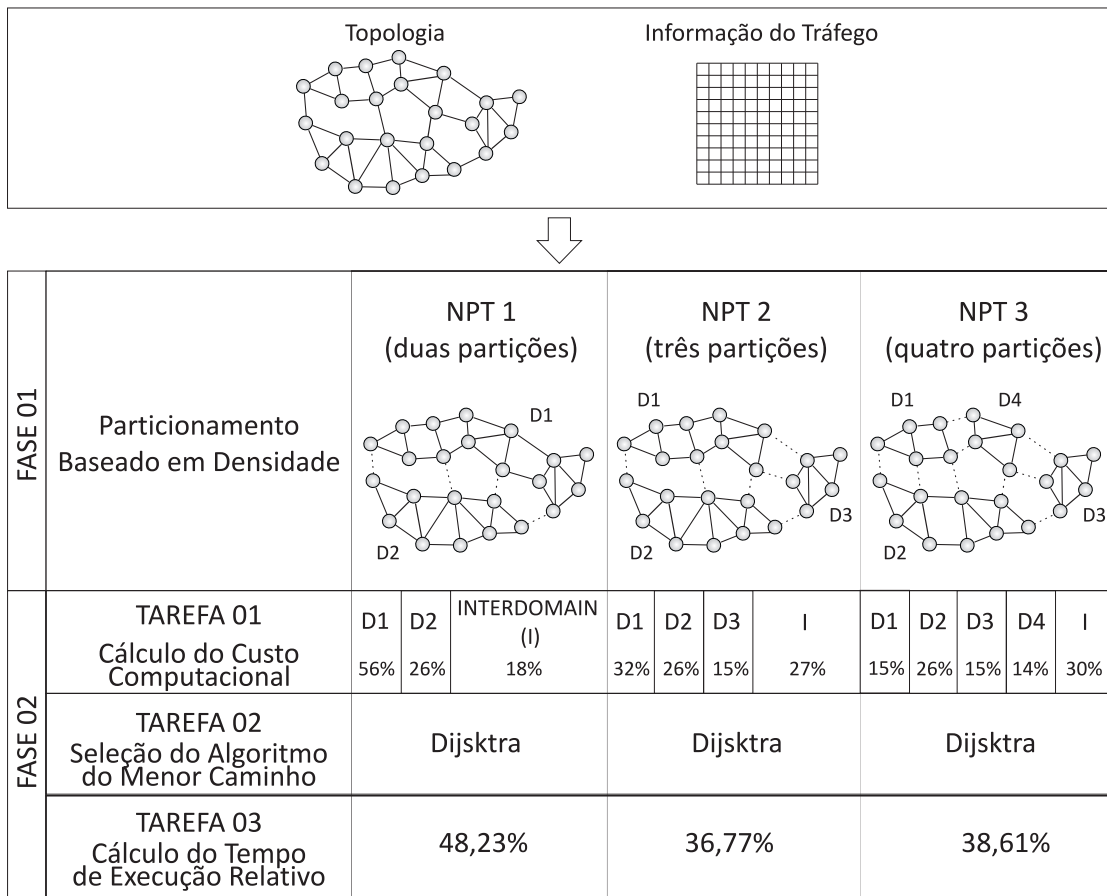 Topologia
Informação do Tráfego
FASE 01
Particionamento
Baseado em Densidade
NPT 1
(duas partições)
D1
D2
NPT 2
(três partições)
D1
D2
D3
NPT 3
(quatro partições)
D1
D4
D2
D3
FASE 02
TAREFA 01
Cálculo do Custo
Computacional
D1
56%
D2
26%
INTERDOMAIN
(I)
18%
D1
32%
D2
26%
D3
15%
I
27%
D1
15%
D2
26%
D3
15%
D4
14%
I
30%
TAREFA 02
Seleção do Algoritmo
do Menor Caminho
Dijsktra
Dijsktra
Dijsktra
TAREFA 03
Cálculo do Tempo
de Execução Relativo
48,23%
36,77%
38,61%